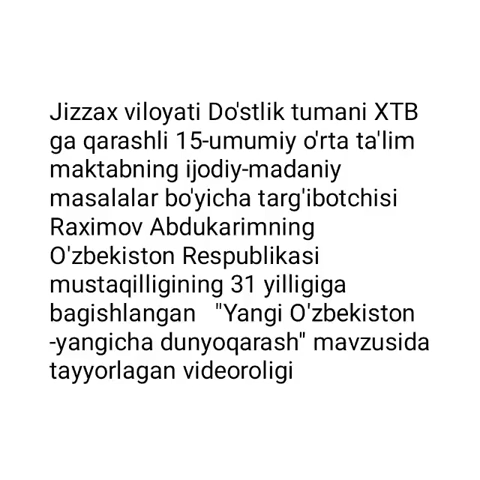 Jizzax viloyati Do'stlik tumani XTB
ga qarashli 15-umumiy o'rta ta'lim
maktabning ijodiy-madaniy
masalalar bo'yicha targ'ibotchisi
Raximov Abdukarimning
O'zbekiston Respublikasi
mustaqilligining 31 yilligiga
bagishlangan "Yangi O'zbekiston
-yangicha dunyoqarash" mavzusida
tayyorlagan videoroligi